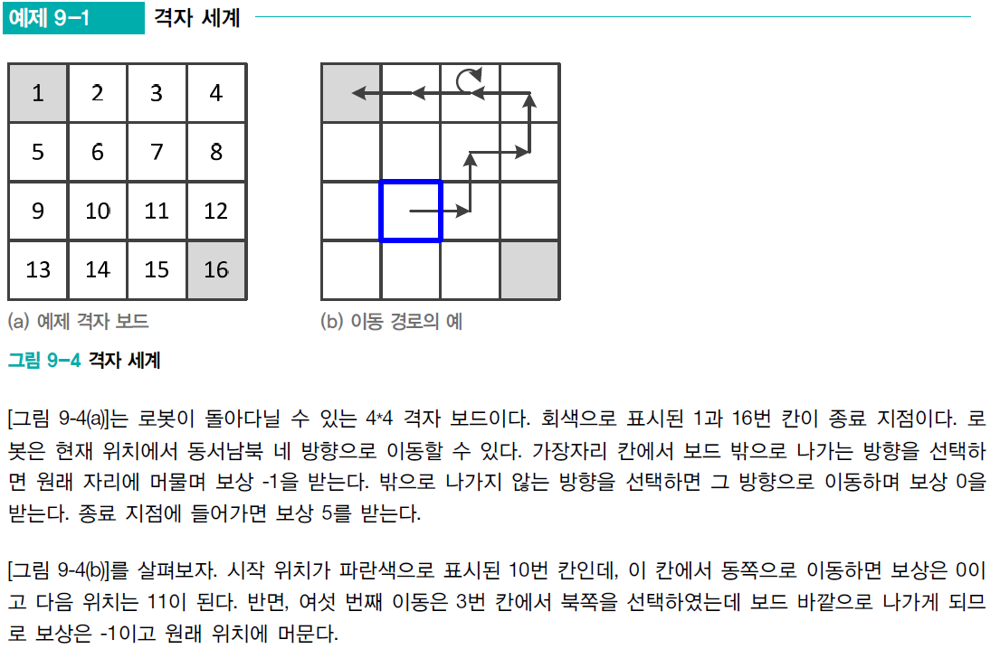 예제 9-1 격자 세계
1 2 3 4
5 6 7 8
9 10 11 12
13 14 15 16
(a) 예제 격자 보드 (b) 이동 경로의 예
그림 9-4 격자 세계
[그림 9-4(a)]는 로봇이 돌아다닐 수 있는 4*4 격자 보드이다. 회색으로 표시된 1과 16번 칸이 종료 지점이다. 로
봇은 현재 위치에서 동서남북 네 방향으로 이동할 수 있다. 가장자리 칸에서 보드 밖으로 나가는 방향을 선택하
면 원래 자리에 머물며 보상 -1을 받는다. 밖으로 나가지 않는 방향을 선택하면 그 방향으로 이동하며 보상 0을
받는다. 종료 지점에 들어가면 보상 5를 받는다.
[그림 9-4(b)]를 살펴보자. 시작 위치가 파란색으로 표시된 10번 칸인데, 이 칸에서 동쪽으로 이동하면 보상은 0이
고 다음 위치는 11이 된다. 반면, 여섯 번째 이동은 3번 칸에서 북쪽을 선택하였는데 보드 바깥으로 나가게 되므
로 보상은 -1이고 원래 위치에 머문다.